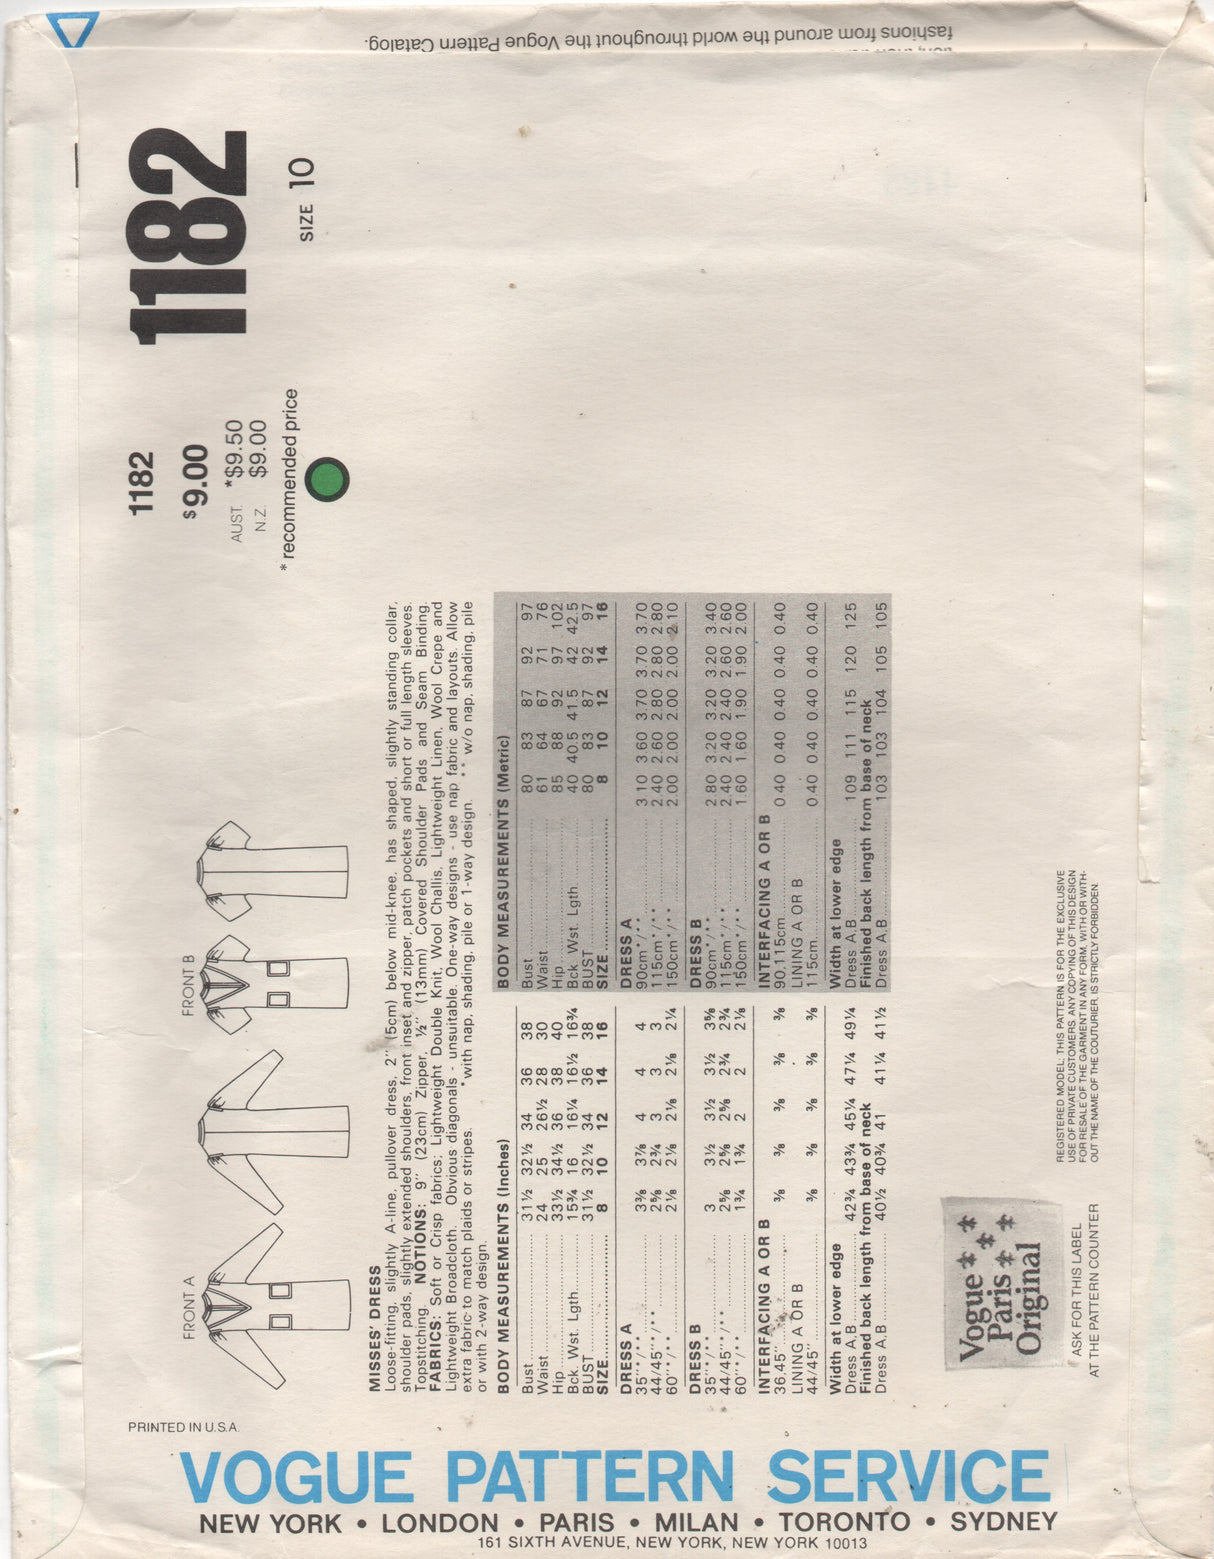 fashions from around the world throughout the Vogue Pattern Catalog.
1182
SIZE 10
1182
$9.00
AUST. *$9.50
N.Z. $9.00
*recommended price
FRONT A
FRONT B
MISSES' DRESS
Loose-fitting, slightly A-line, pullover dress, 2'' (5cm) below mid-knee, has shaped, slightly standing collar,
shoulder pads, slightly extended shoulders, front inset and zipper, patch pockets and short or full length sleeves.
Topstitching. NOTIONS: 9'' (23cm) Zipper, ½'' (13mm) Covered Shoulder Pads and Seam Binding.
FABRICS: Soft or Crisp fabrics; Lightweight Double Knit, Wool Challis, Lightweight Linen, Wool Crepe and
Lightweight Broadcloth. Obvious diagonals - unsuitable. One-way designs - use nap fabric and layouts. Allow
extra fabric to match plaids or stripes. *with nap, shading, pile or 1-way design. **w/o nap, shading, pile
or with 2-way design.
BODY MEASUREMENTS (Inches)
Bust 31½ 32½ 34 36 38
Waist 24 25 26½ 28 30
Hip 33½ 34½ 36 38 40
Bck. Wst. Lgth. 15¾ 16 16¼ 16½ 16¾
BUST 31½ 32½ 34 36 38
SIZE 8 10 12 14 16
DRESS A
35''*/** 3⅜ 3⅞ 4 4 4
44/45''*/** 2⅝ 2¾ 3 3 3
60''*/** 2⅛ 2⅛ 2⅛ 2⅛ 2¼
DRESS B
35''*/** 3 3½ 3½ 3½ 3⅝
44/45''*/** 2⅝ 2⅝ 2⅝ 2¾ 2¾
60''*/** 1¾ 1¾ 2 2 2⅛
INTERFACING A OR B
36,45'' ⅜ ⅜ ⅜ ⅜ ⅜
LINING A OR B
44/45'' ⅜ ⅜ ⅜ ⅜ ⅜
Width at lower edge
Dress A,B 42¾ 43¾ 45¼ 47¼ 49¼
Finished back length from base of neck
Dress A,B 40½ 40¾ 41 41¼ 41½
BODY MEASUREMENTS (Metric)
Bust 80 83 87 92 97
Waist 61 64 67 71 76
Hip 85 88 92 97 102
Bck. Wst. Lgth 40 40.5 41.5 42 42.5
BUST 80 83 87 92 97
SIZE 8 10 12 14 16
DRESS A
90cm*/** 3.10 3.60 3.70 3.70 3.70
115cm*/** 2.40 2.60 2.80 2.80 2.80
150cm*/** 2.00 2.00 2.00 2.00 2.10
DRESS B
90cm*/** 2.80 3.20 3.20 3.20 3.40
115cm*/** 2.40 2.40 2.40 2.60 2.60
150cm*/** 1.60 1.60 1.90 1.90 2.00
INTERFACING A OR B
90,115cm 0.40 0.40 0.40 0.40 0.40
LINING A OR B
115cm 0.40 0.40 0.40 0.40 0.40
Width at lower edge
Dress A,B 109 111 115 120 125
Finished back length from base of neck
Dress A,B 103 103 104 105 105
Vogue
Paris
Original
ASK FOR THIS LABEL
AT THE PATTERN COUNTER
REGISTERED MODEL: THIS PATTERN IS FOR THE EXCLUSIVE
USE OF PRIVATE CUSTOMERS. ANY COPYING OF THIS DESIGN
FOR RESALE OF THE GARMENT IN ANY FORM, WITH OR WITH-
OUT THE NAME OF THE COUTURIER, IS STRICTLY FORBIDDEN.
PRINTED IN U.S.A.
VOGUE PATTERN SERVICE
NEW YORK • LONDON • PARIS • MILAN • TORONTO • SYDNEY
161 SIXTH AVENUE, NEW YORK, NEW YORK 10013